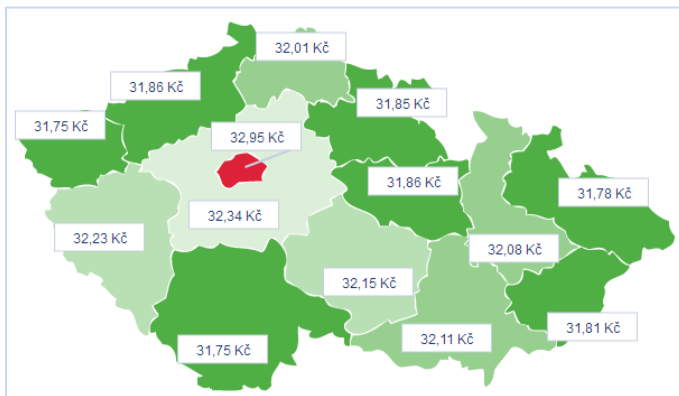 32,01 Kč
31,86 Kč
31,85 Kč
31,75 Kč
32,95 Kč
31,86 Kč
31,78 Kč
32,34 Kč
32,23 Kč
32,08 Kč
32,15 Kč
31,81 Kč
32,11 Kč
31,75 Kč